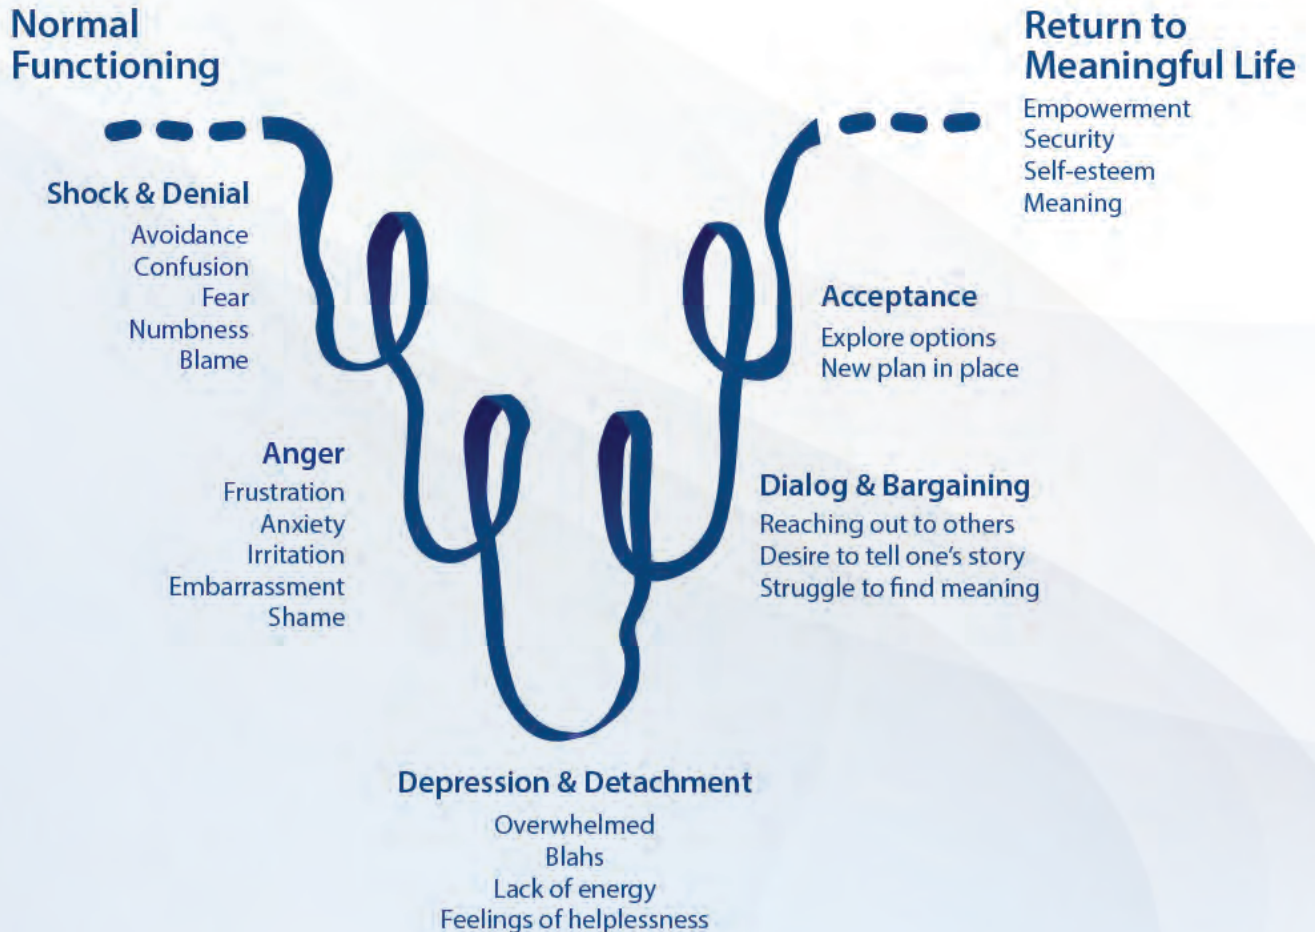 Normal
Functioning
Shock & Denial
Avoidance
Confusion
Fear
Numbness
Blame
Anger
Frustration
Anxiety
Irritation
Embarrassment
Shame
Depression & Detachment
Overwhelmed
Blahs
Lack of energy
Feelings of helplessness
Dialog & Bargaining
Reaching out to others
Desire to tell one's story
Struggle to find meaning
Acceptance
Explore options
New plan in place
Return to
Meaningful Life
Empowerment
Security
Self-esteem
Meaning